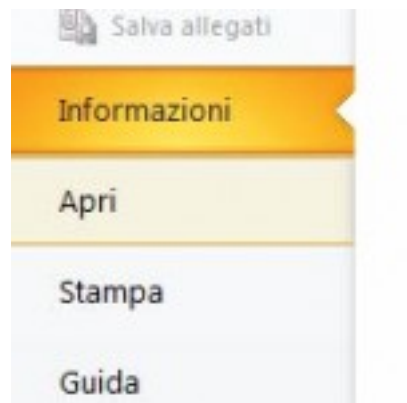 Salva allegati
Informazioni
Apri
Stampa
Guida